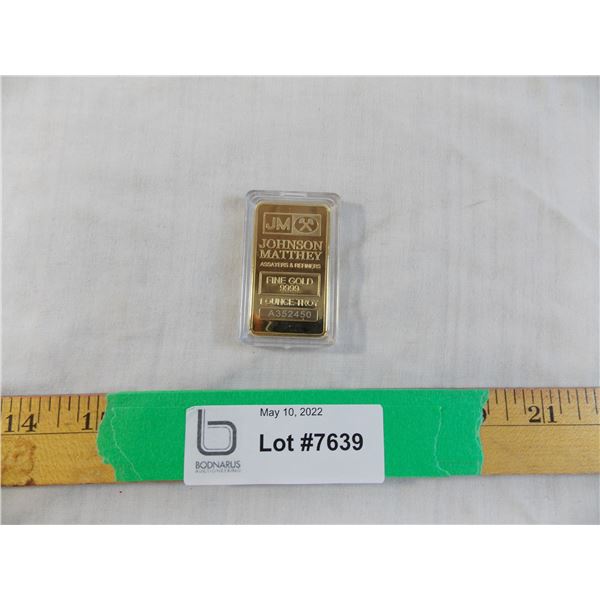 JM
JOHNSON
MATTHEY
ASSAYERS & REFINERS
FINE GOLD
9999
1 OUNCE TROY
A352450
14
21
May 10, 2022
b
Lot #7639
BODNARUS
AUCTIONEERING